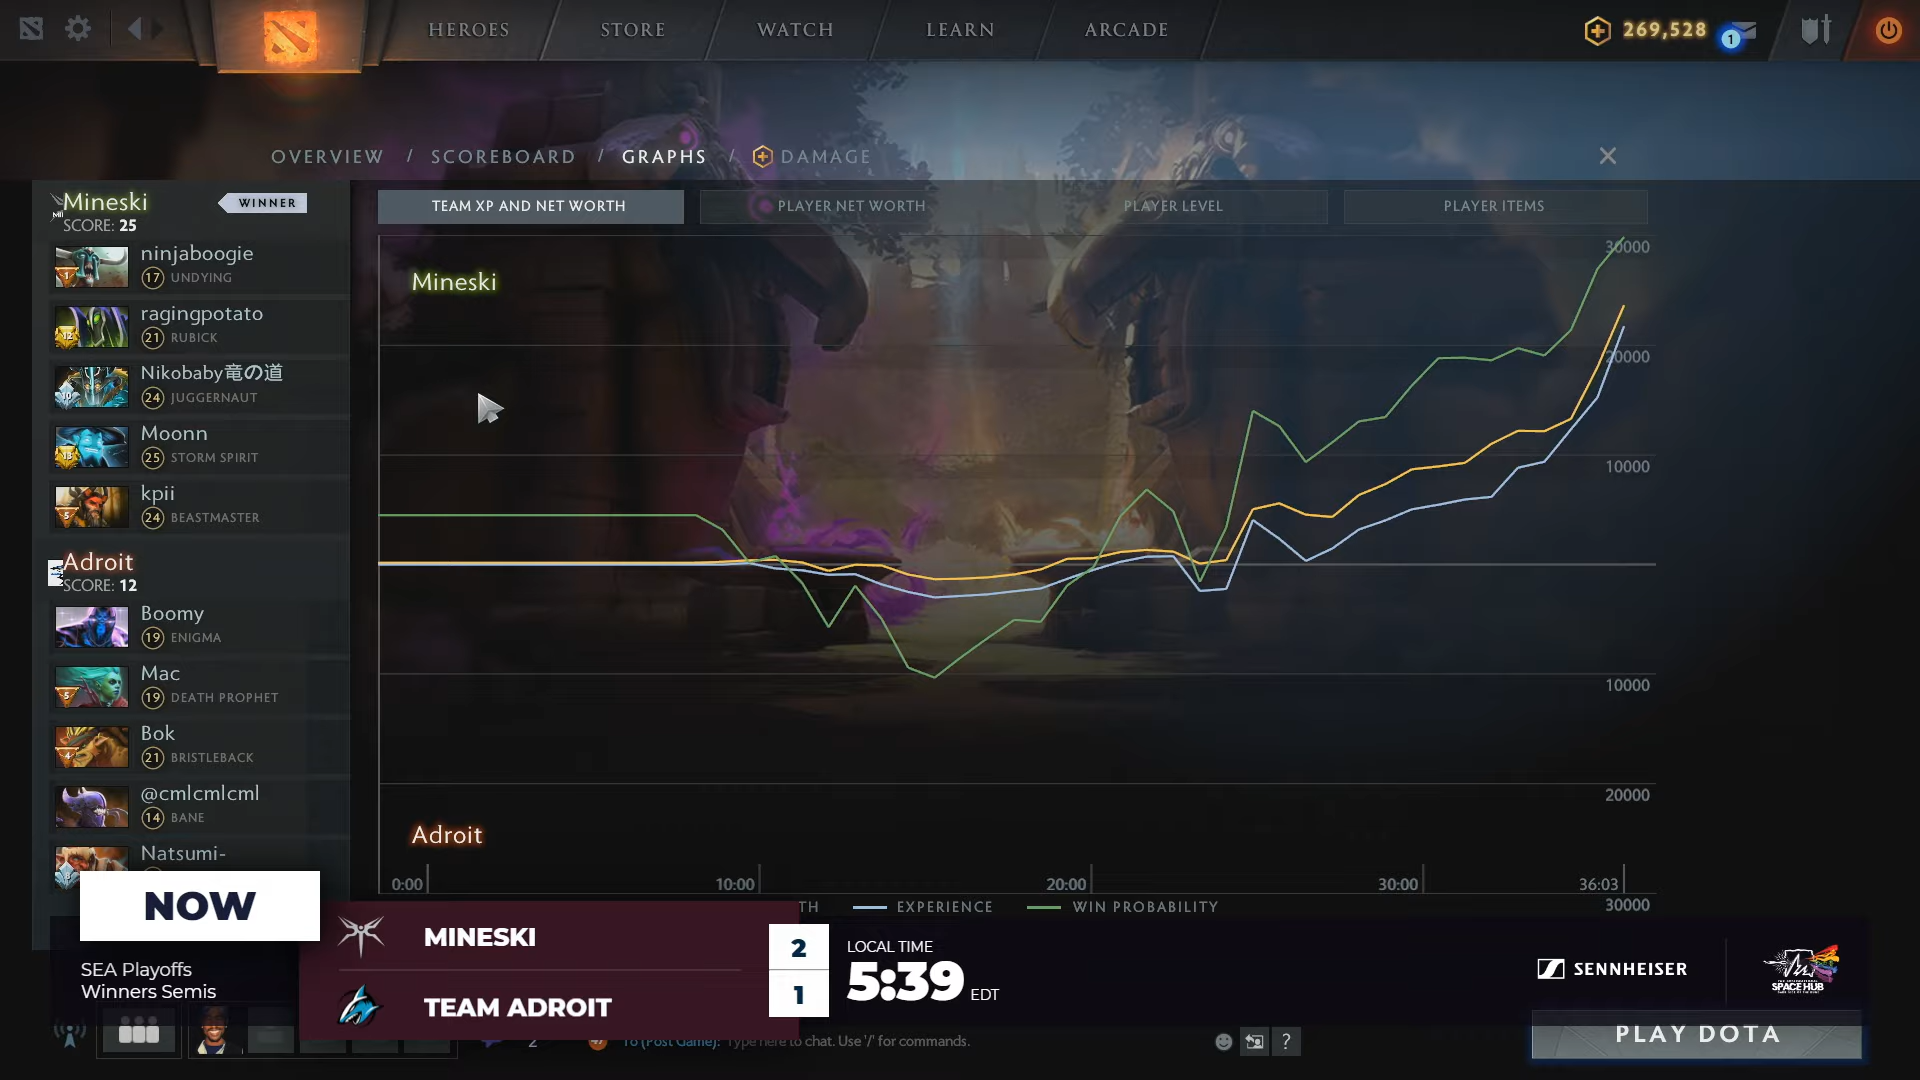 HEROES
STORE
WATCH
LEARN
ARCADE
269,528
1
OVERVIEW / SCOREBOARD / GRAPHS / DAMAGE
Mineski
WINNER
SCORE: 25
ninjaboogie
17 UNDYING
ragingpotato
21 RUBICK
Nikobaby竜の道
24 JUGGERNAUT
Moonn
25 STORM SPIRIT
kpii
24 BEASTMASTER
Adroit
SCORE: 12
Boomy
19 ENIGMA
Mac
19 DEATH PROPHET
Bok
21 BRISTLEBACK
@cmlcmlcml
14 BANE
Natsumi-
TEAM XP AND NET WORTH
PLAYER NET WORTH
PLAYER LEVEL
PLAYER ITEMS
Mineski
30000
20000
10000
10000
20000
30000
Adroit
0:00
10:00
20:00
30:00
36:03
TH
EXPERIENCE
WIN PROBABILITY
NOW
SEA Playoffs
Winners Semis
MINESKI
2
TEAM ADROIT
1
LOCAL TIME
5:39 EDT
SENNHEISER
SPACE HUB
2
To (Post Game): Type here to chat. Use '/' for commands.
?
PLAY DOTA